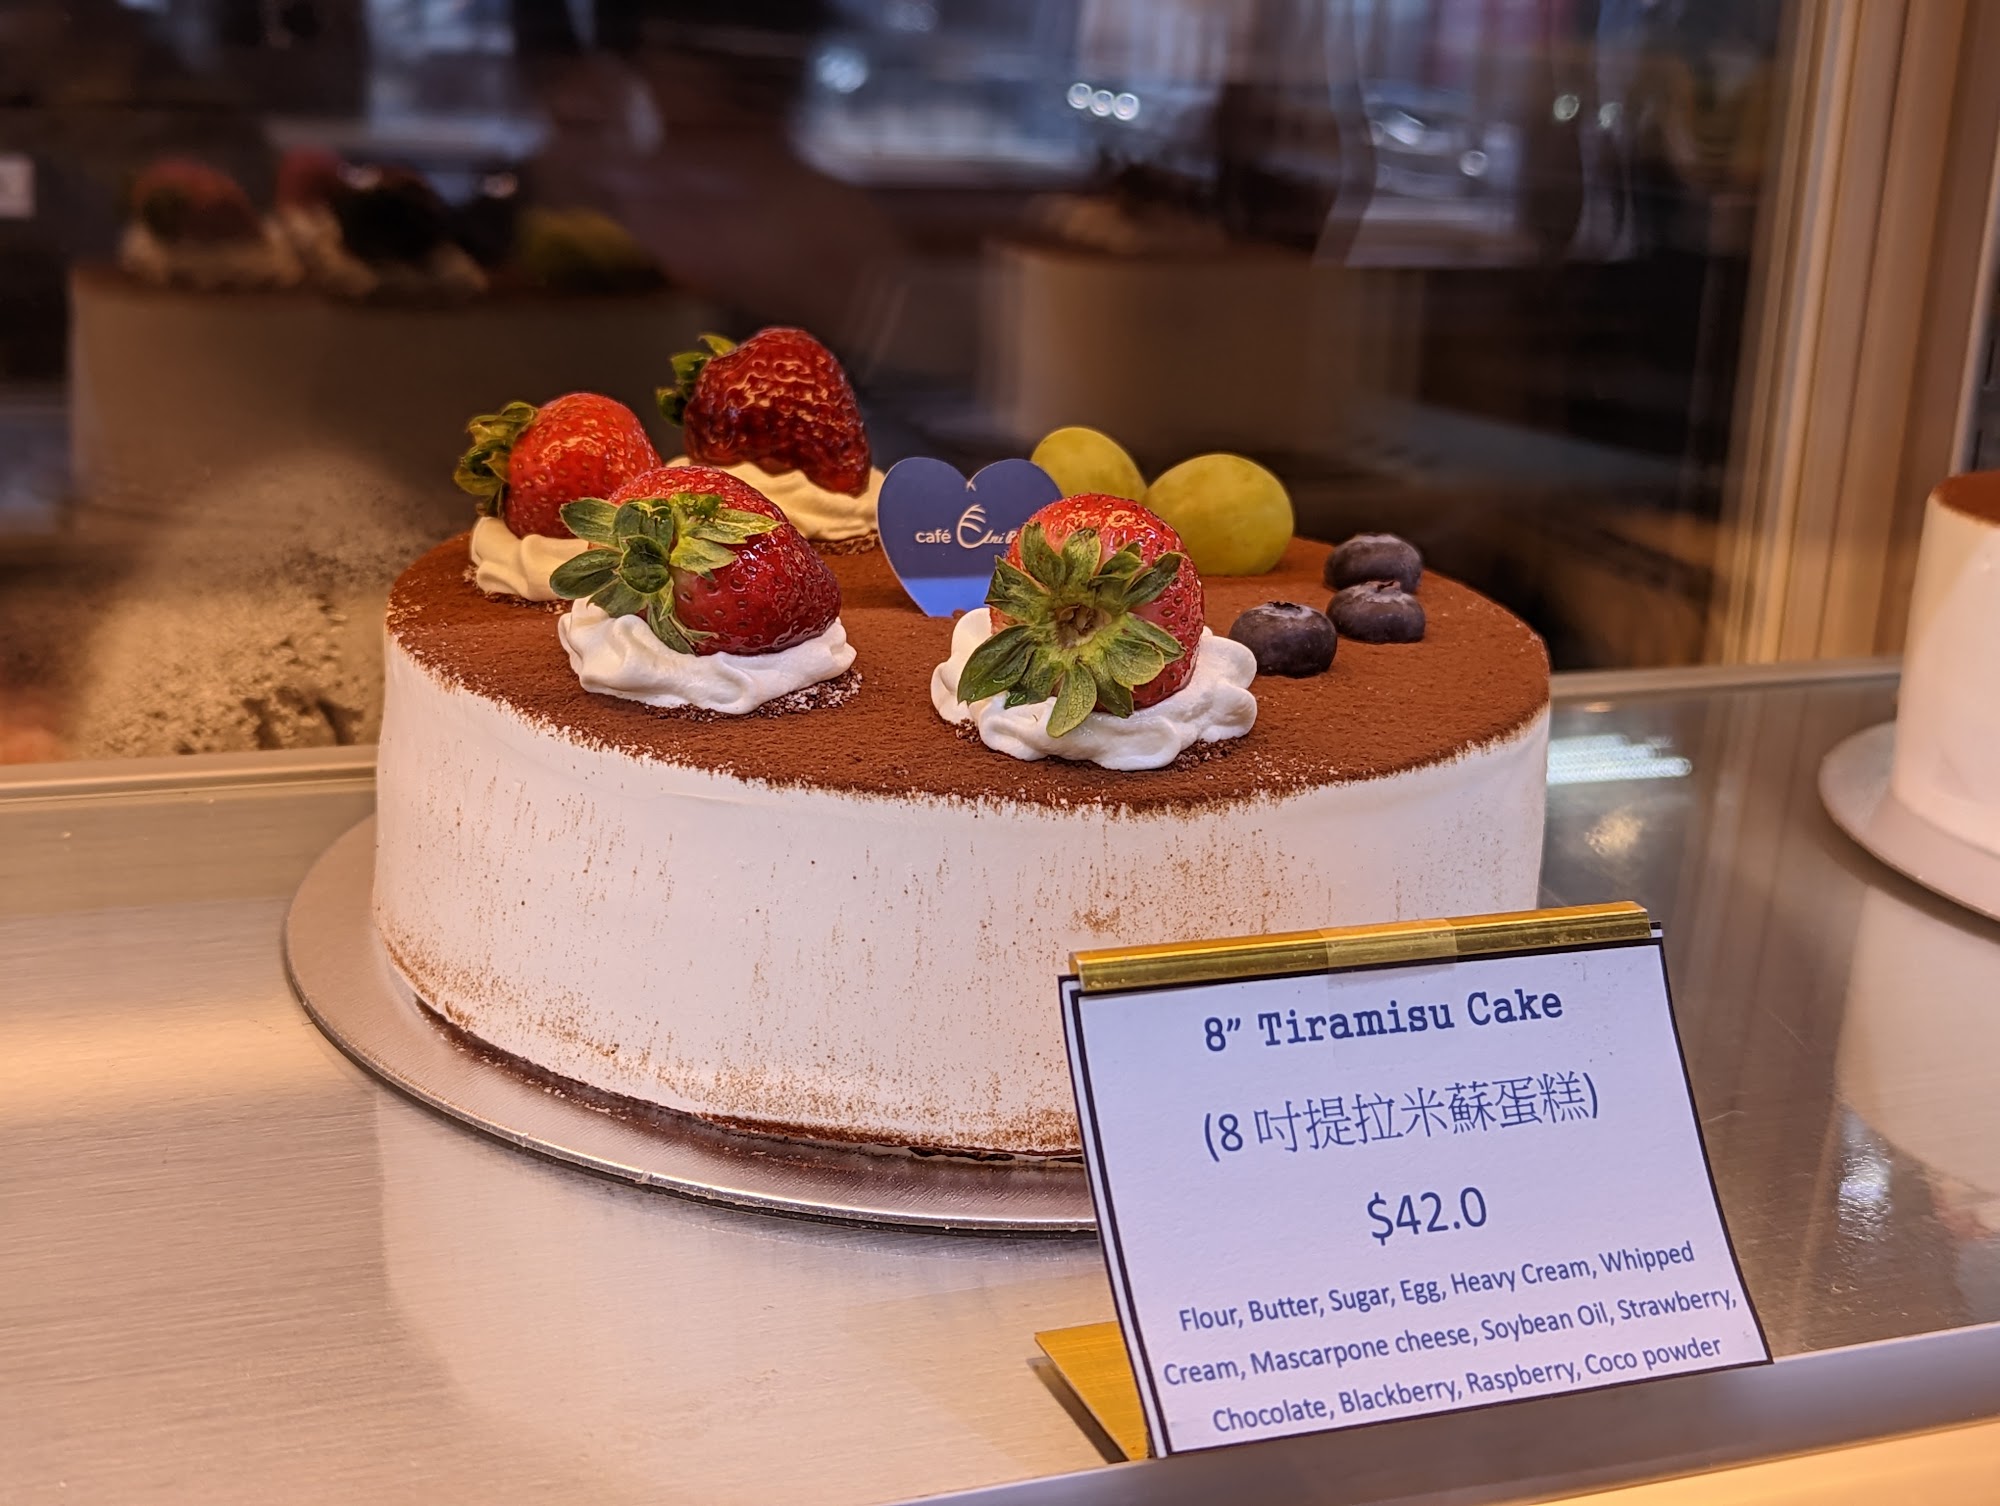 café
8" Tiramisu Cake
(8 吋提拉米蘇蛋糕)
$42.0
Flour, Butter, Sugar, Egg, Heavy Cream, Whipped
Cream, Mascarpone cheese, Soybean Oil, Strawberry,
Chocolate, Blackberry, Raspberry, Coco powder